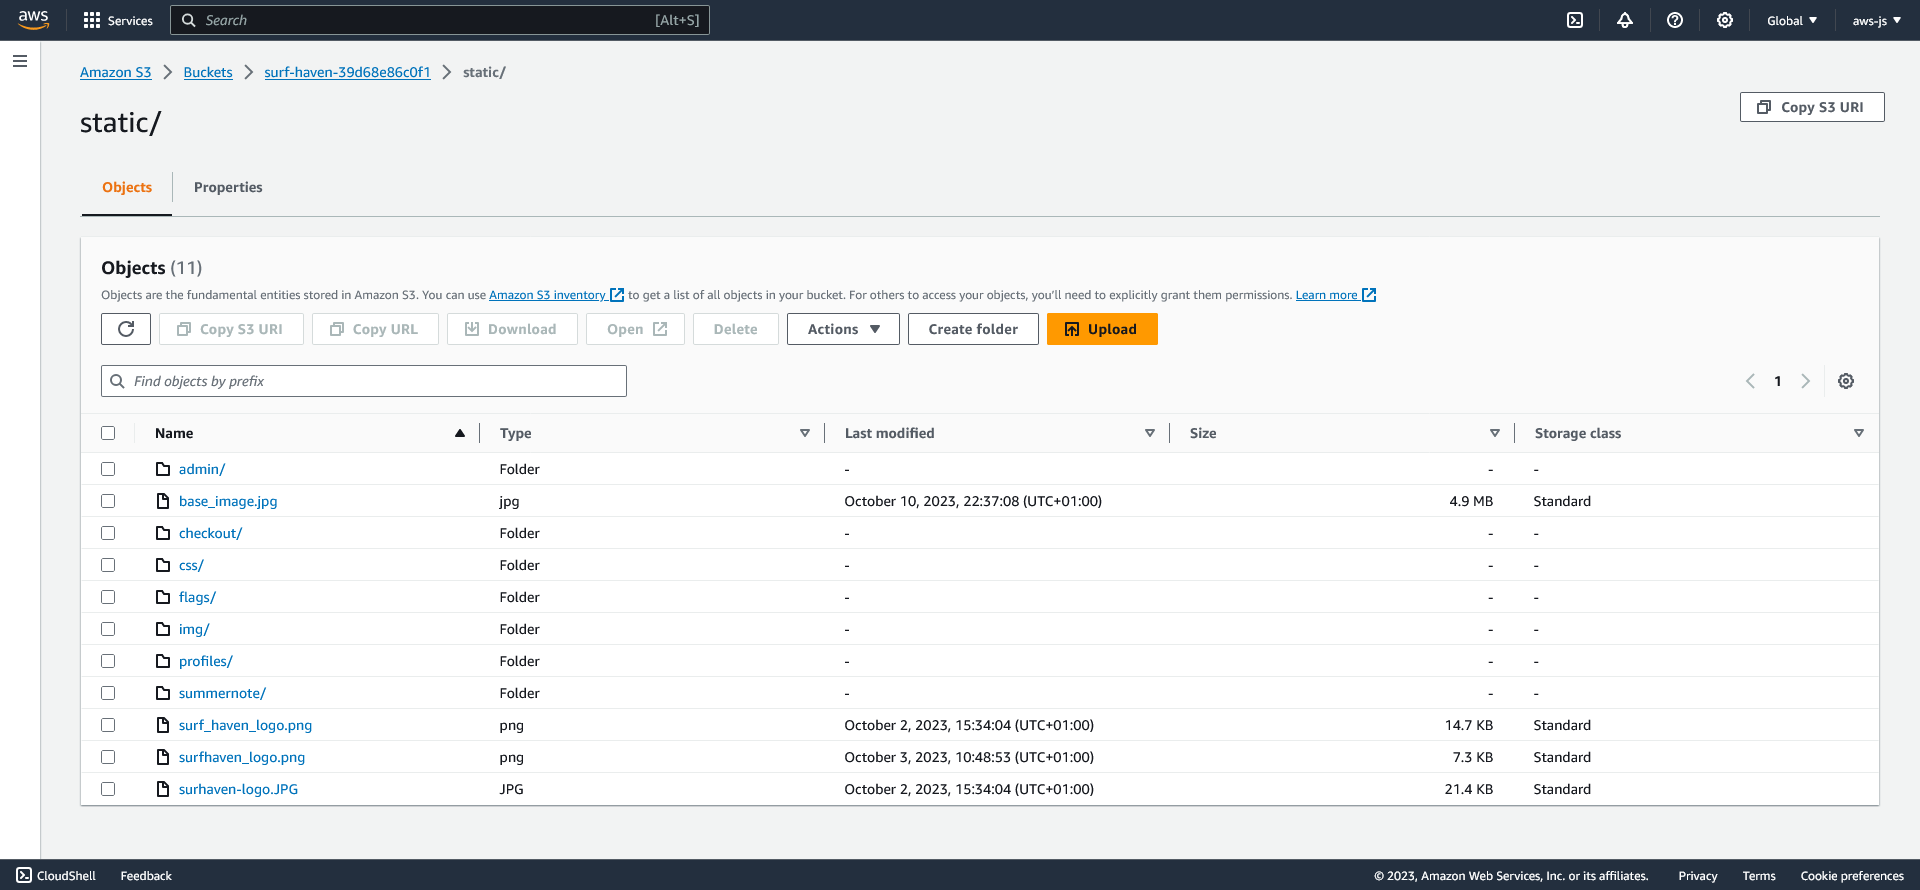 aws Services Search [Alt+S] Global aws-js
Amazon S3 Buckets surf-haven-39d68e86c0f1 static/
static/
Copy S3 URI
Objects Properties
Objects (11)
Objects are the fundamental entities stored in Amazon S3. You can use Amazon S3 inventory to get a list of all objects in your bucket. For others to access your objects, you'll need to explicitly grant them permissions. Learn more
Copy S3 URI Copy URL Download Open Delete Actions Create folder Upload
Find objects by prefix 1
Name Type Last modified Size Storage class
admin/ Folder - - -
base_image.jpg jpg October 10, 2023, 22:37:08 (UTC+01:00) 4.9 MB Standard
checkout/ Folder - - -
css/ Folder - - -
flags/ Folder - - -
img/ Folder - - -
profiles/ Folder - - -
summernote/ Folder - - -
surf_haven_logo.png png October 2, 2023, 15:34:04 (UTC+01:00) 14.7 KB Standard
surfhaven_logo.png png October 3, 2023, 10:48:53 (UTC+01:00) 7.3 KB Standard
surhaven-logo.JPG JPG October 2, 2023, 15:34:04 (UTC+01:00) 21.4 KB Standard
CloudShell Feedback © 2023, Amazon Web Services, Inc. or its affiliates. Privacy Terms Cookie preferences